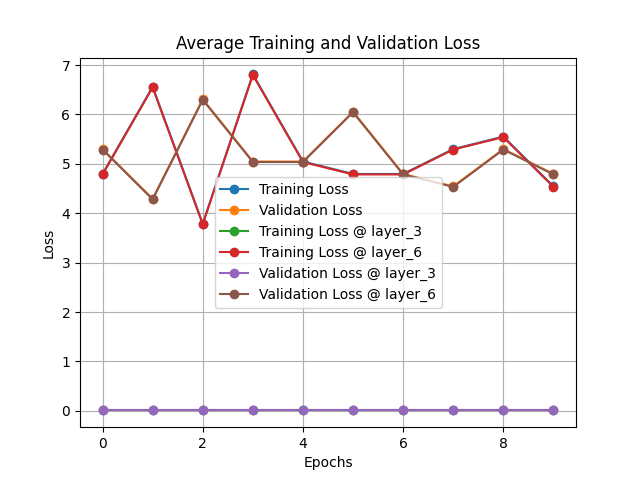 Average Training and Validation Loss
7
6
5
4
3
2
1
0
Loss
Training Loss
Validation Loss
Training Loss @ layer_3
Training Loss @ layer_6
Validation Loss @ layer_3
Validation Loss @ layer_6
0 2 4 6 8
Epochs